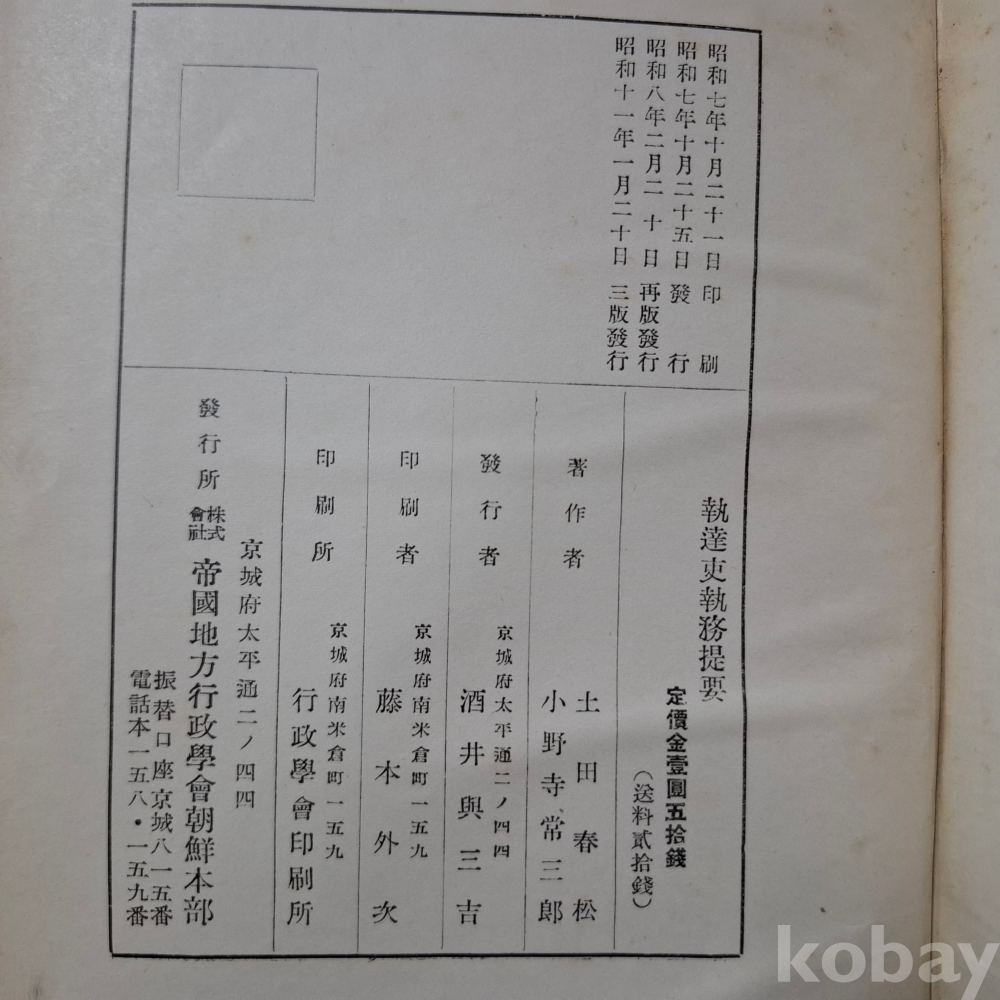 昭和七年十月二十一日印刷
昭和七年十月二十五日發行
昭和八年二月二十日再版發行
昭和十一年一月二十日三版發行
執達吏執務提要
定價金壹圓五拾錢
(送料貳拾錢)
著作者
土田春松
小野寺常三郎
發行者
京城府太平通二ノ四四
酒井與三吉
印刷者
京城府南米倉町一五九
藤本外次
印刷所
京城府南米倉町一五九
行政學會印刷所
發行所
京城府太平通二ノ四四
株式會社帝國地方行政學會朝鮮本部
振替口座京城八一五番
電話本一五八・一五九番
kobay